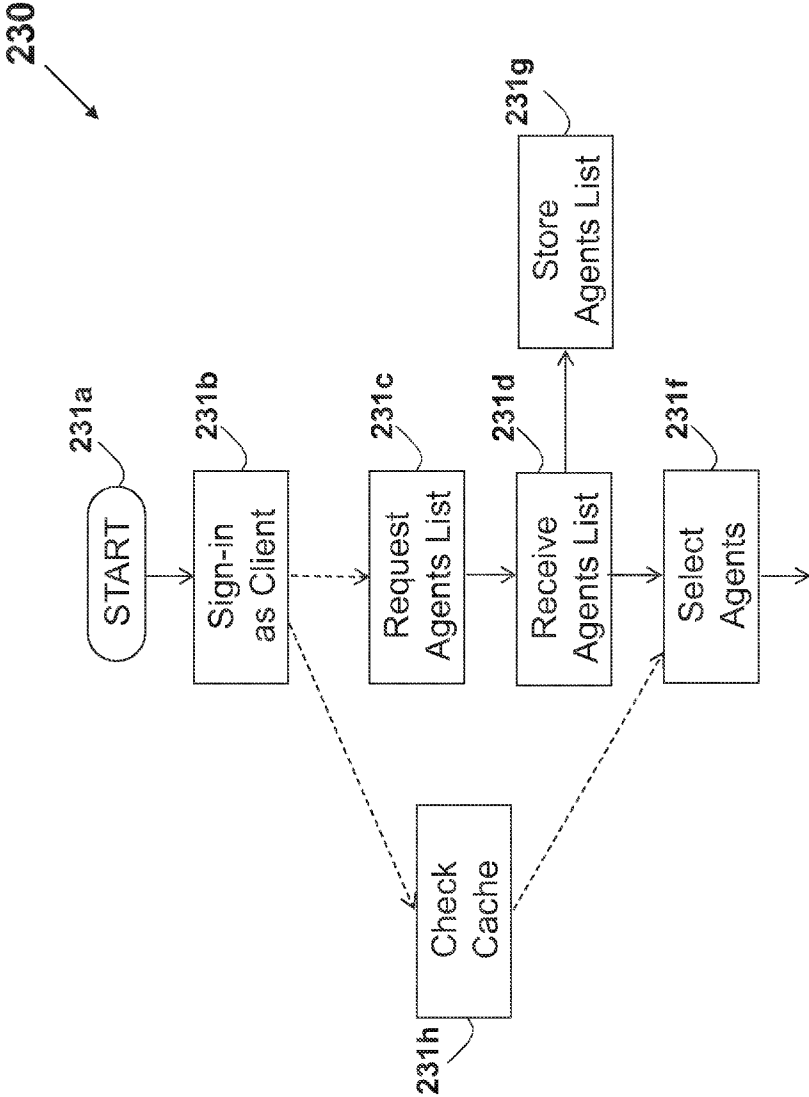 230
START
231a
Sign-in
as Client
231b
Request
Agents List
231c
Check
Cache
231h
Receive
Agents List
231d
Store
Agents List
231g
Select
Agents
231f